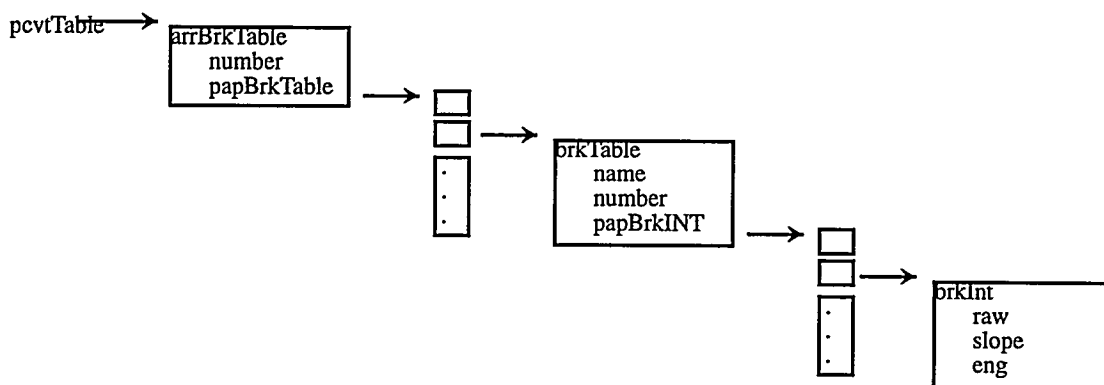 pcvtTable
arrBrkTable
number
papBrkTable
brkTable
name
number
papBrkINT
brkInt
raw
slope
eng